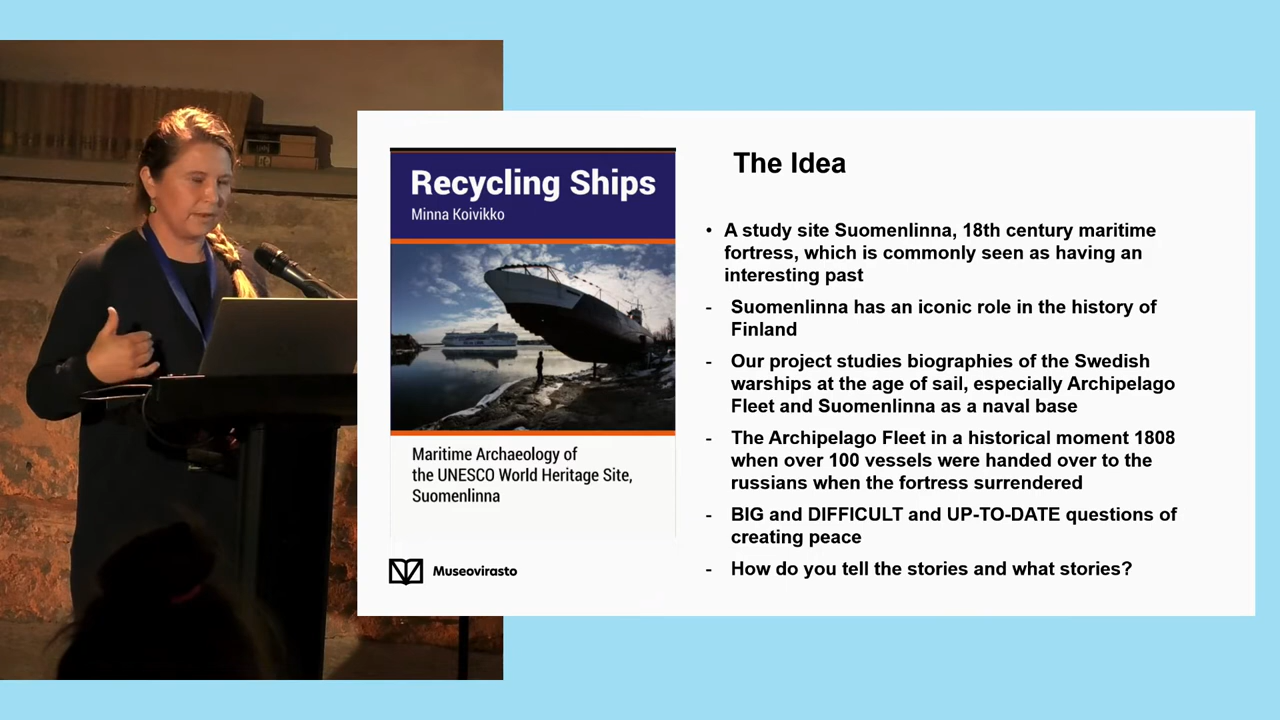 Recycling Ships
Minna Koivikko
Maritime Archaeology of
the UNESCO World Heritage Site,
Suomenlinna
Museovirasto
The Idea
• A study site Suomenlinna, 18th century maritime
fortress, which is commonly seen as having an
interesting past
- Suomenlinna has an iconic role in the history of
Finland
- Our project studies biographies of the Swedish
warships at the age of sail, especially Archipelago
Fleet and Suomenlinna as a naval base
- The Archipelago Fleet in a historical moment 1808
when over 100 vessels were handed over to the
russians when the fortress surrendered
- BIG and DIFFICULT and UP-TO-DATE questions of
creating peace
- How do you tell the stories and what stories?